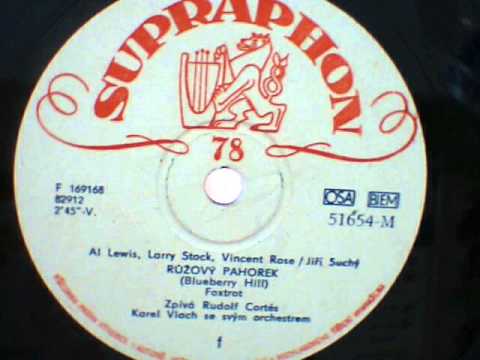 SUPRAPHON
78
F 169168
82912
2'45"-V.
OSA BIEM
51654-M
Al Lewis, Larry Stock, Vincent Rose / Jiří Suchý
RŮŽOVÝ PAHOREK
(Blueberry Hill)
Foxtrot
Zpívá Rudolf Cortés
Karel Vlach se svým orchestrem
f